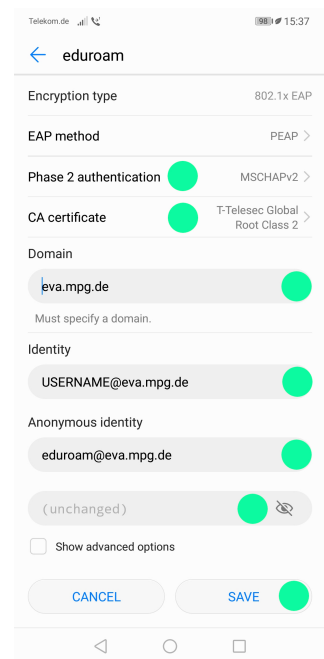 Telekom.de 98 15:37
eduroam
Encryption type 802.1x EAP
EAP method PEAP
Phase 2 authentication MSCHAPv2
CA certificate T-Telesec Global
Root Class 2
Domain
eva.mpg.de
Must specify a domain.
Identity
USERNAME@eva.mpg.de
Anonymous identity
eduroam@eva.mpg.de
(unchanged)
Show advanced options
CANCEL SAVE